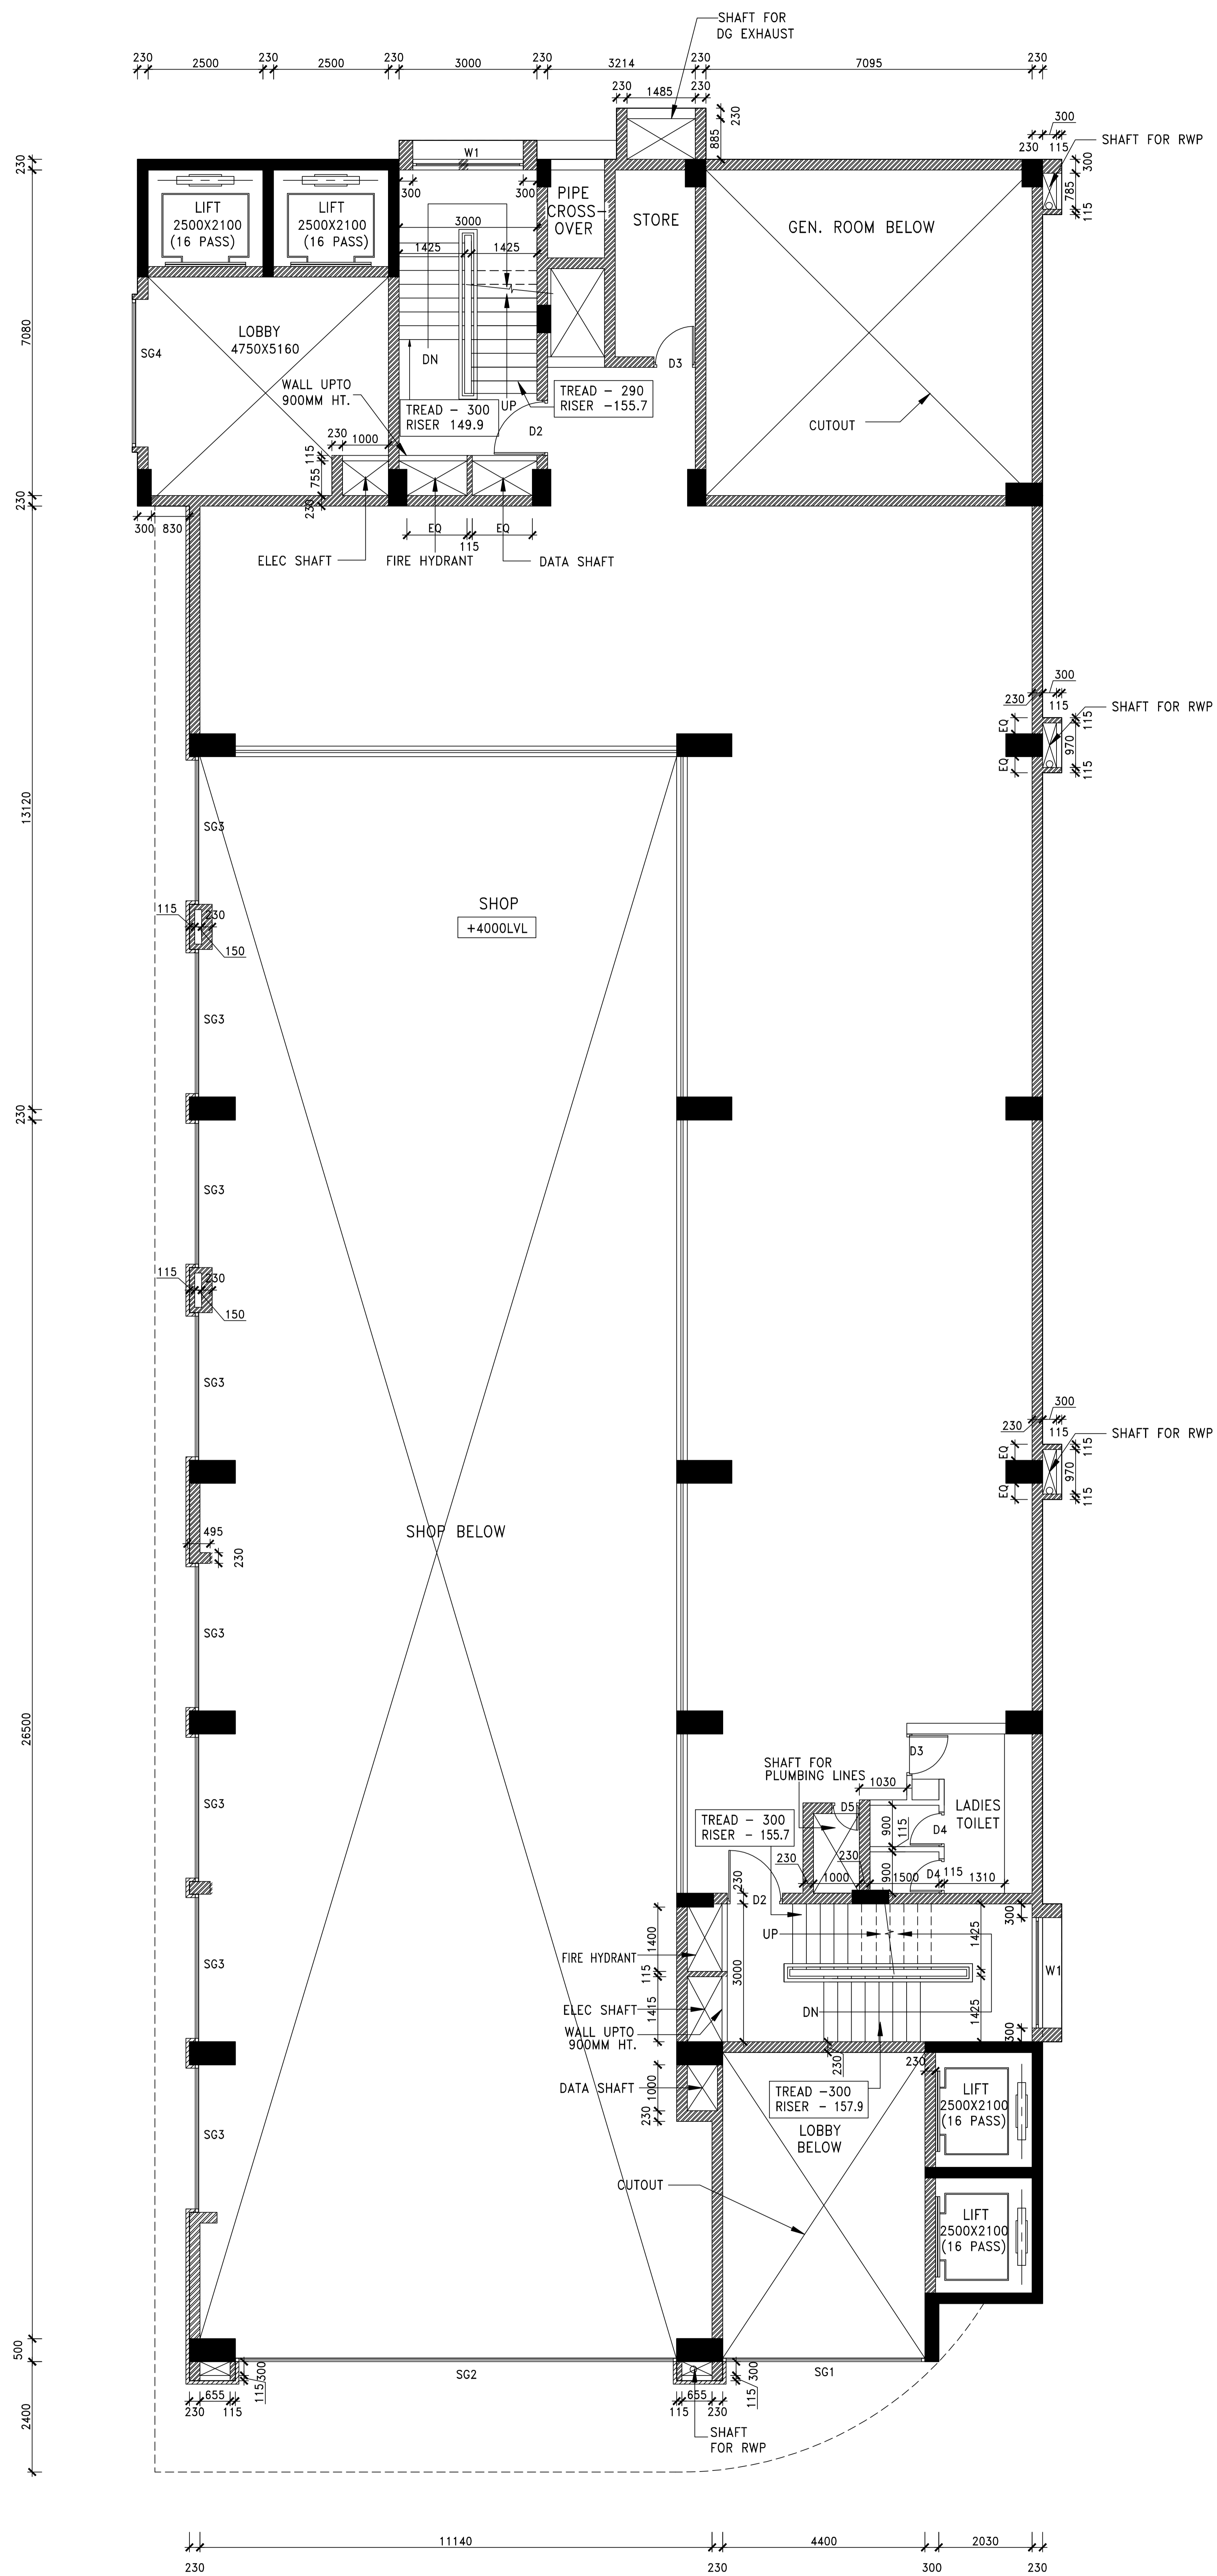 SHAFT FOR
DG EXHAUST
230
2500
230
2500
230
3000
230
3214
230
7095
230
230
1485
230
885
300
230
115
SHAFT FOR RWP
300
785
115
W1
300
300
LIFT
2500X2100
(16 PASS)
LIFT
2500X2100
(16 PASS)
PIPE
CROSS-
OVER
STORE
GEN. ROOM BELOW
3000
1425
1425
230
7080
230
LOBBY
4750X5160
SG4
DN
UP
D3
WALL UPTO
900MM HT.
TREAD - 300
RISER 149.9
TREAD - 290
RISER -155.7
D2
CUTOUT
230
1000
115
755
230
300
830
EQ
EQ
115
ELEC SHAFT
FIRE HYDRANT
DATA SHAFT
300
230
115
SHAFT FOR RWP
EQ
EQ
115
970
115
13120
SG3
SHOP
+4000LVL
115
230
150
SG3
230
SG3
115
230
150
SG3
300
230
115
SHAFT FOR RWP
EQ
EQ
115
970
115
SHOP BELOW
495
230
SG3
26500
D3
SHAFT FOR
PLUMBING LINES
1030
SG3
LADIES
TOILET
D5
TREAD - 300
RISER - 155.7
900
115
D4
230
230
900
D4
115
230
1000
1500
1310
D2
300
UP
1400
3000
1425
FIRE HYDRANT
SG3
115
W1
ELEC SHAFT
1415
DN
1425
WALL UPTO
900MM HT.
300
230
230
DATA SHAFT
1000
230
TREAD -300
RISER - 157.9
LIFT
2500X2100
(16 PASS)
SG3
LOBBY
BELOW
CUTOUT
LIFT
2500X2100
(16 PASS)
500
2400
SG2
SG1
300
115
300
115
655
230
115
655
115
230
SHAFT
FOR RWP
11140
4400
2030
230
230
300
230